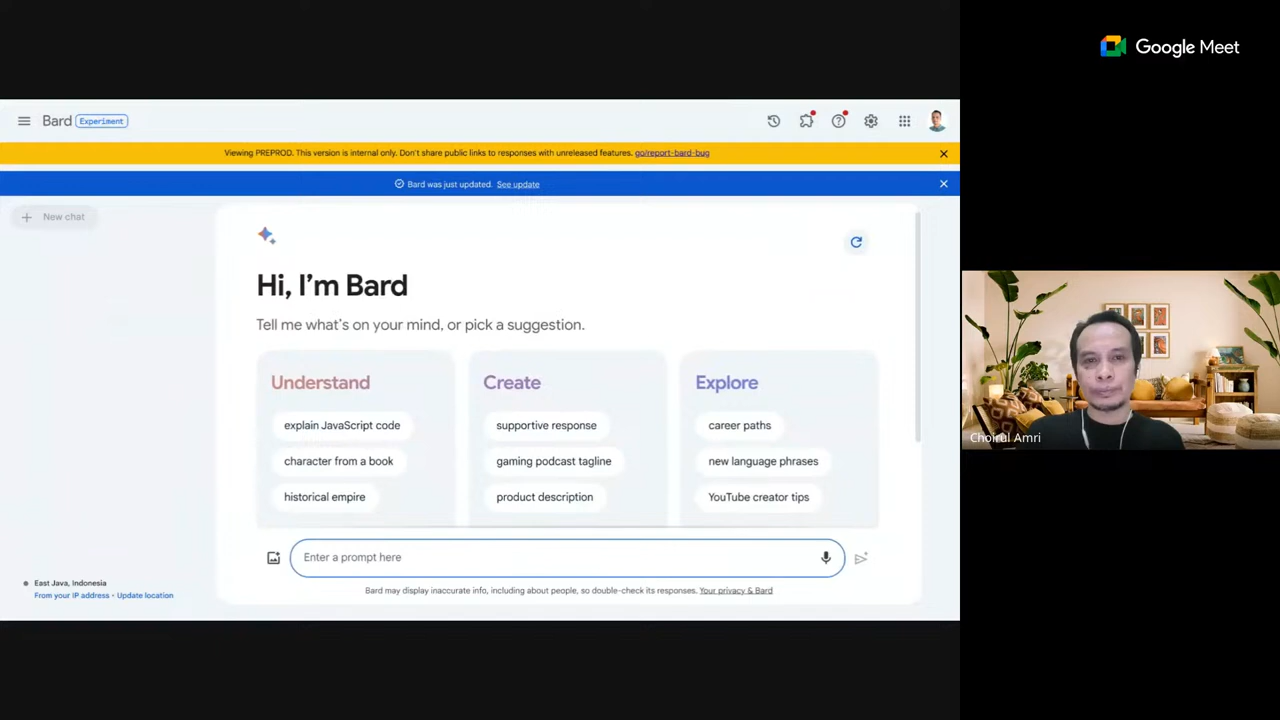 Google Meet
Bard Experiment
Viewing PREPROD. This version is internal only. Don't share public links to responses with unreleased features. go/report-bard-bug
Bard was just updated. See update
New chat
Hi, I'm Bard
Tell me what's on your mind, or pick a suggestion.
Understand
explain JavaScript code
character from a book
historical empire
Create
supportive response
gaming podcast tagline
product description
Explore
career paths
new language phrases
YouTube creator tips
Enter a prompt here
Bard may display inaccurate info, including about people, so double-check its responses. Your privacy & Bard
East Java, Indonesia
From your IP address • Update location
Choirul Amri